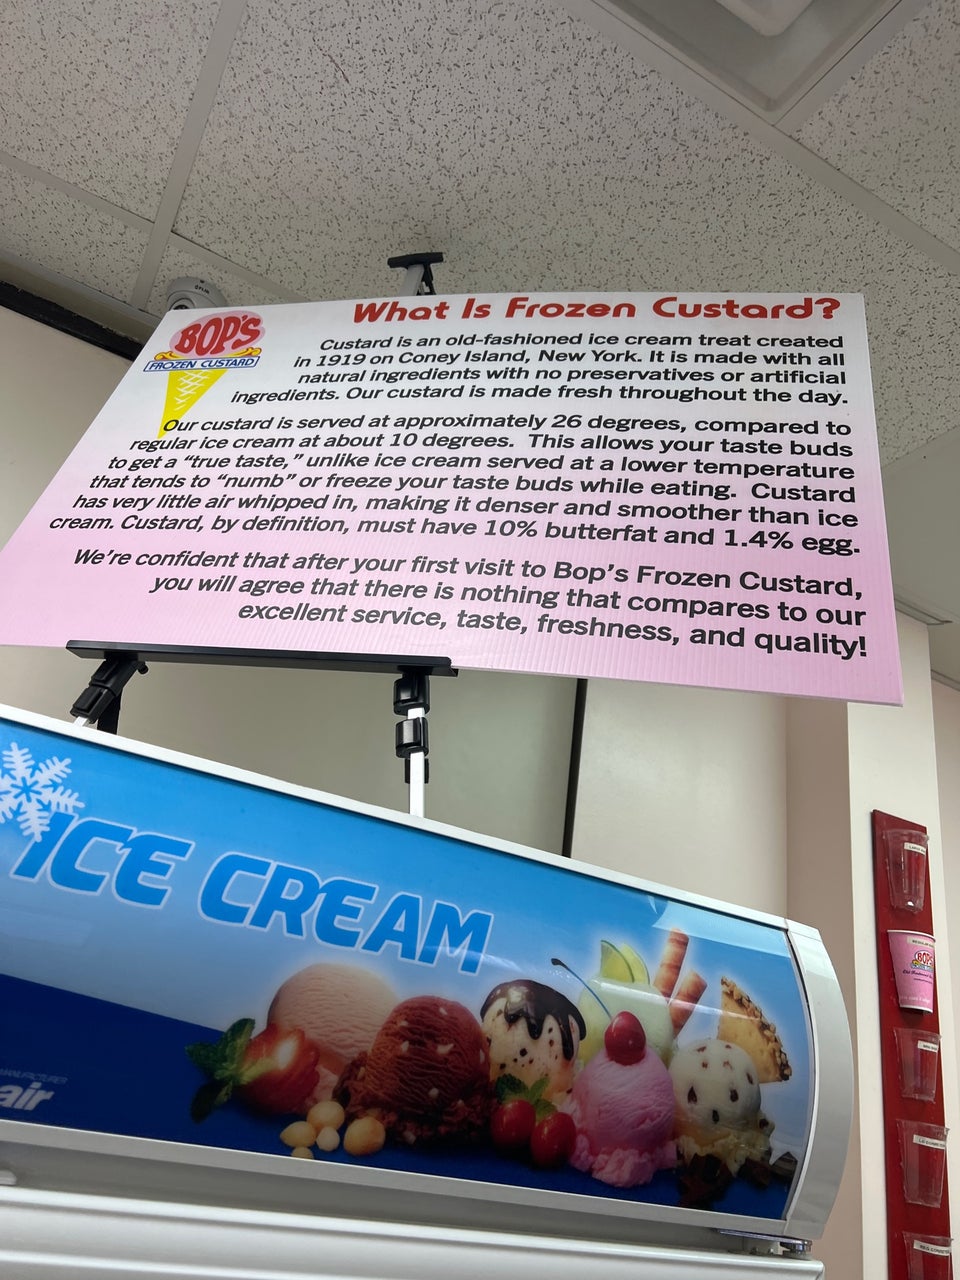 What Is Frozen Custard?
BOP'S
FROZEN CUSTARD
Custard is an old-fashioned ice cream treat created
in 1919 on Coney Island, New York. It is made with all
natural ingredients with no preservatives or artificial
ingredients. Our custard is made fresh throughout the day.
Our custard is served at approximately 26 degrees, compared to
regular ice cream at about 10 degrees. This allows your taste buds
to get a “true taste,” unlike ice cream served at a lower temperature
that tends to “numb” or freeze your taste buds while eating. Custard
has very little air whipped in, making it denser and smoother than ice
cream. Custard, by definition, must have 10% butterfat and 1.4% egg.
We're confident that after your first visit to Bop's Frozen Custard,
you will agree that there is nothing that compares to our
excellent service, taste, freshness, and quality!
ICE CREAM
MANUFACTURER
air
BOP'S